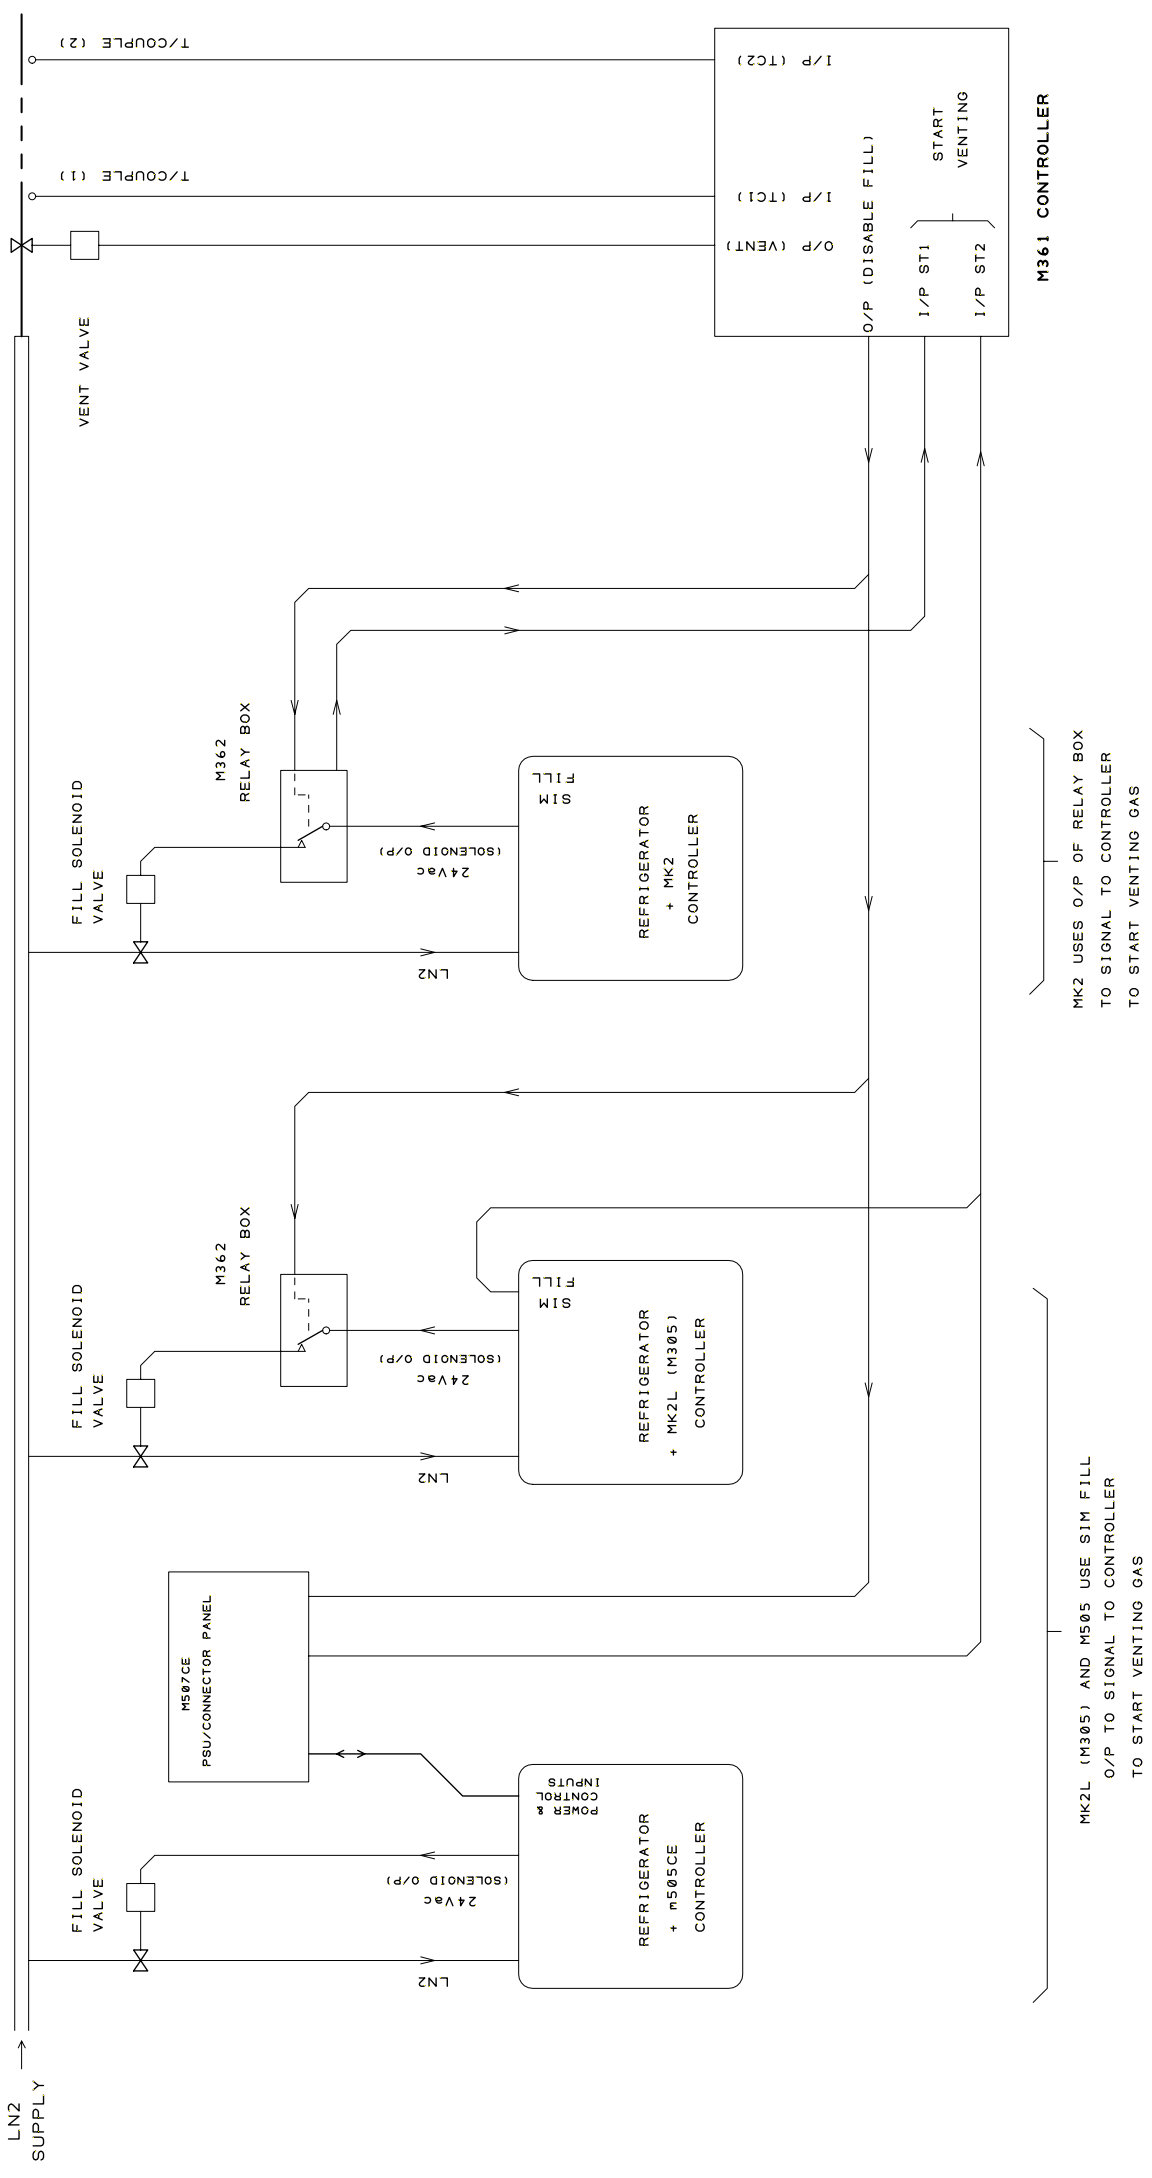 LN2
SUPPLY
FILL SOLENOID
VALVE
LN2
24Vac
(SOLENOID O/P)
POWER &
CONTROL
INPUTS
REFRIGERATOR
+ m505CE
CONTROLLER
M507CE
PSU/CONNECTOR PANEL
FILL SOLENOID
VALVE
LN2
24Vac
(SOLENOID O/P)
M362
RELAY BOX
SIM
FILL
REFRIGERATOR
+ MK2L (M305)
CONTROLLER
MK2L (M305) AND M505 USE SIM FILL
O/P TO SIGNAL TO CONTROLLER
TO START VENTING GAS
FILL SOLENOID
VALVE
LN2
24Vac
(SOLENOID O/P)
M362
RELAY BOX
SIM
FILL
REFRIGERATOR
+ MK2
CONTROLLER
MK2 USES O/P OF RELAY BOX
TO SIGNAL TO CONTROLLER
TO START VENTING GAS
VENT VALVE
T/COUPLE (1)
T/COUPLE (2)
O/P (VENT)
I/P (TC1)
I/P (TC2)
O/P (DISABLE FILL)
I/P ST1
I/P ST2
START
VENTING
M361 CONTROLLER